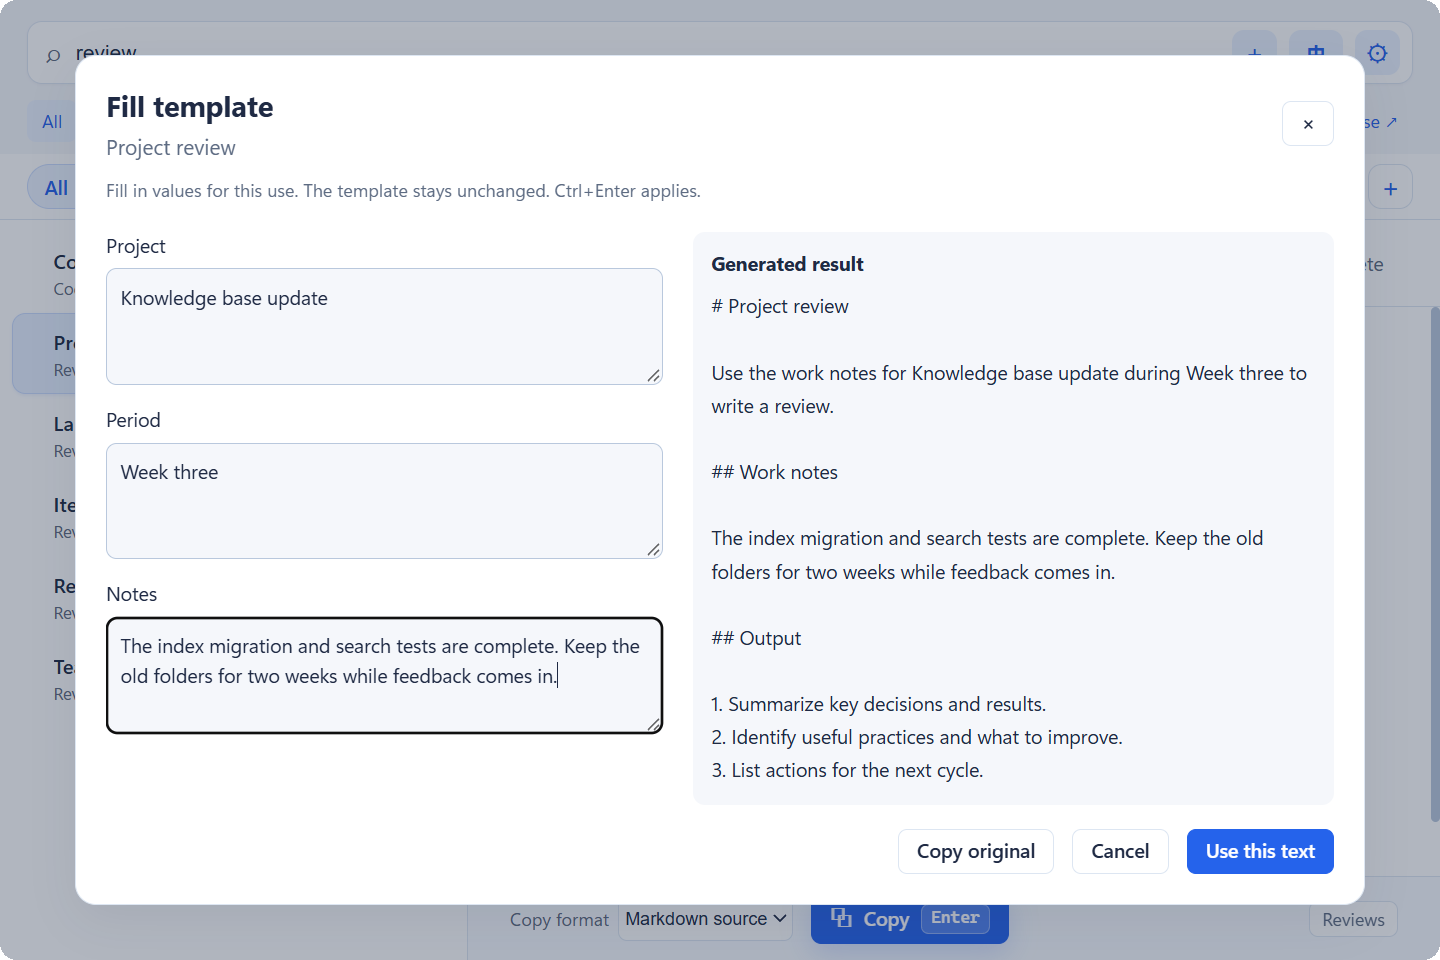 review
All
se ↗
All
+
Fill template
Project review
Fill in values for this use. The template stays unchanged. Ctrl+Enter applies.
×
Project
Knowledge base update
Period
Week three
Notes
The index migration and search tests are complete. Keep the
old folders for two weeks while feedback comes in.
Generated result
# Project review
Use the work notes for Knowledge base update during Week three to
write a review.
## Work notes
The index migration and search tests are complete. Keep the old
folders for two weeks while feedback comes in.
## Output
1. Summarize key decisions and results.
2. Identify useful practices and what to improve.
3. List actions for the next cycle.
Copy original
Cancel
Use this text
Copy format
Markdown source
Copy
Enter
Reviews